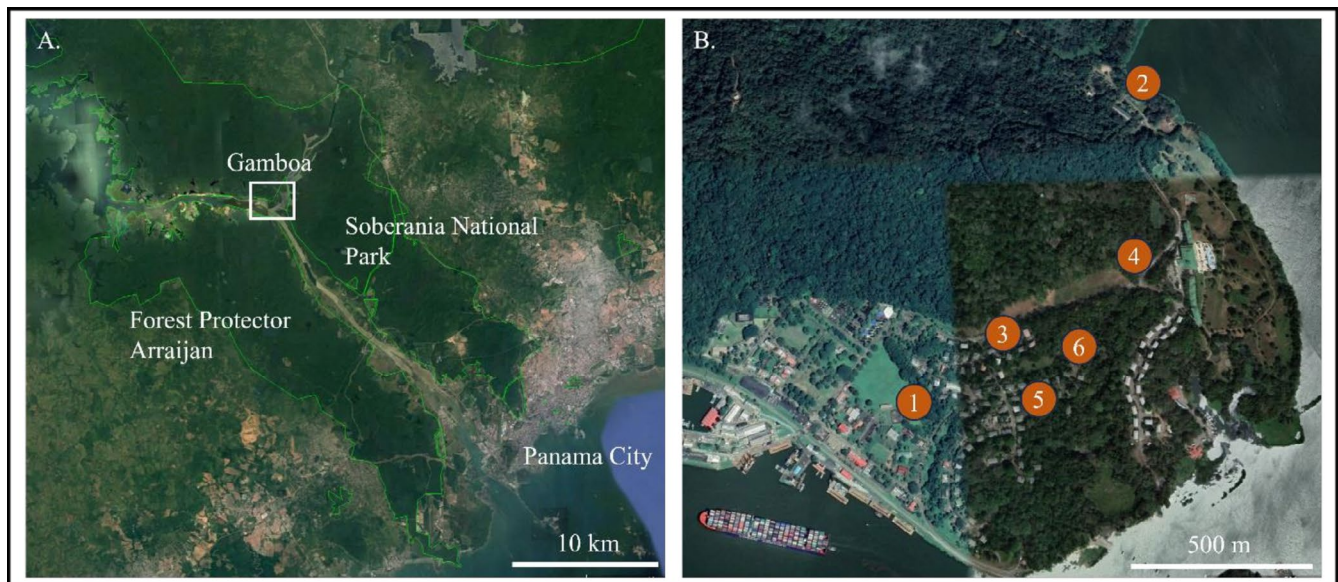 A.
Gamboa
Soberania National
Park
Forest Protector
Arraijan
Panama City
10 km
B.
2
4
3
6
5
1
500 m